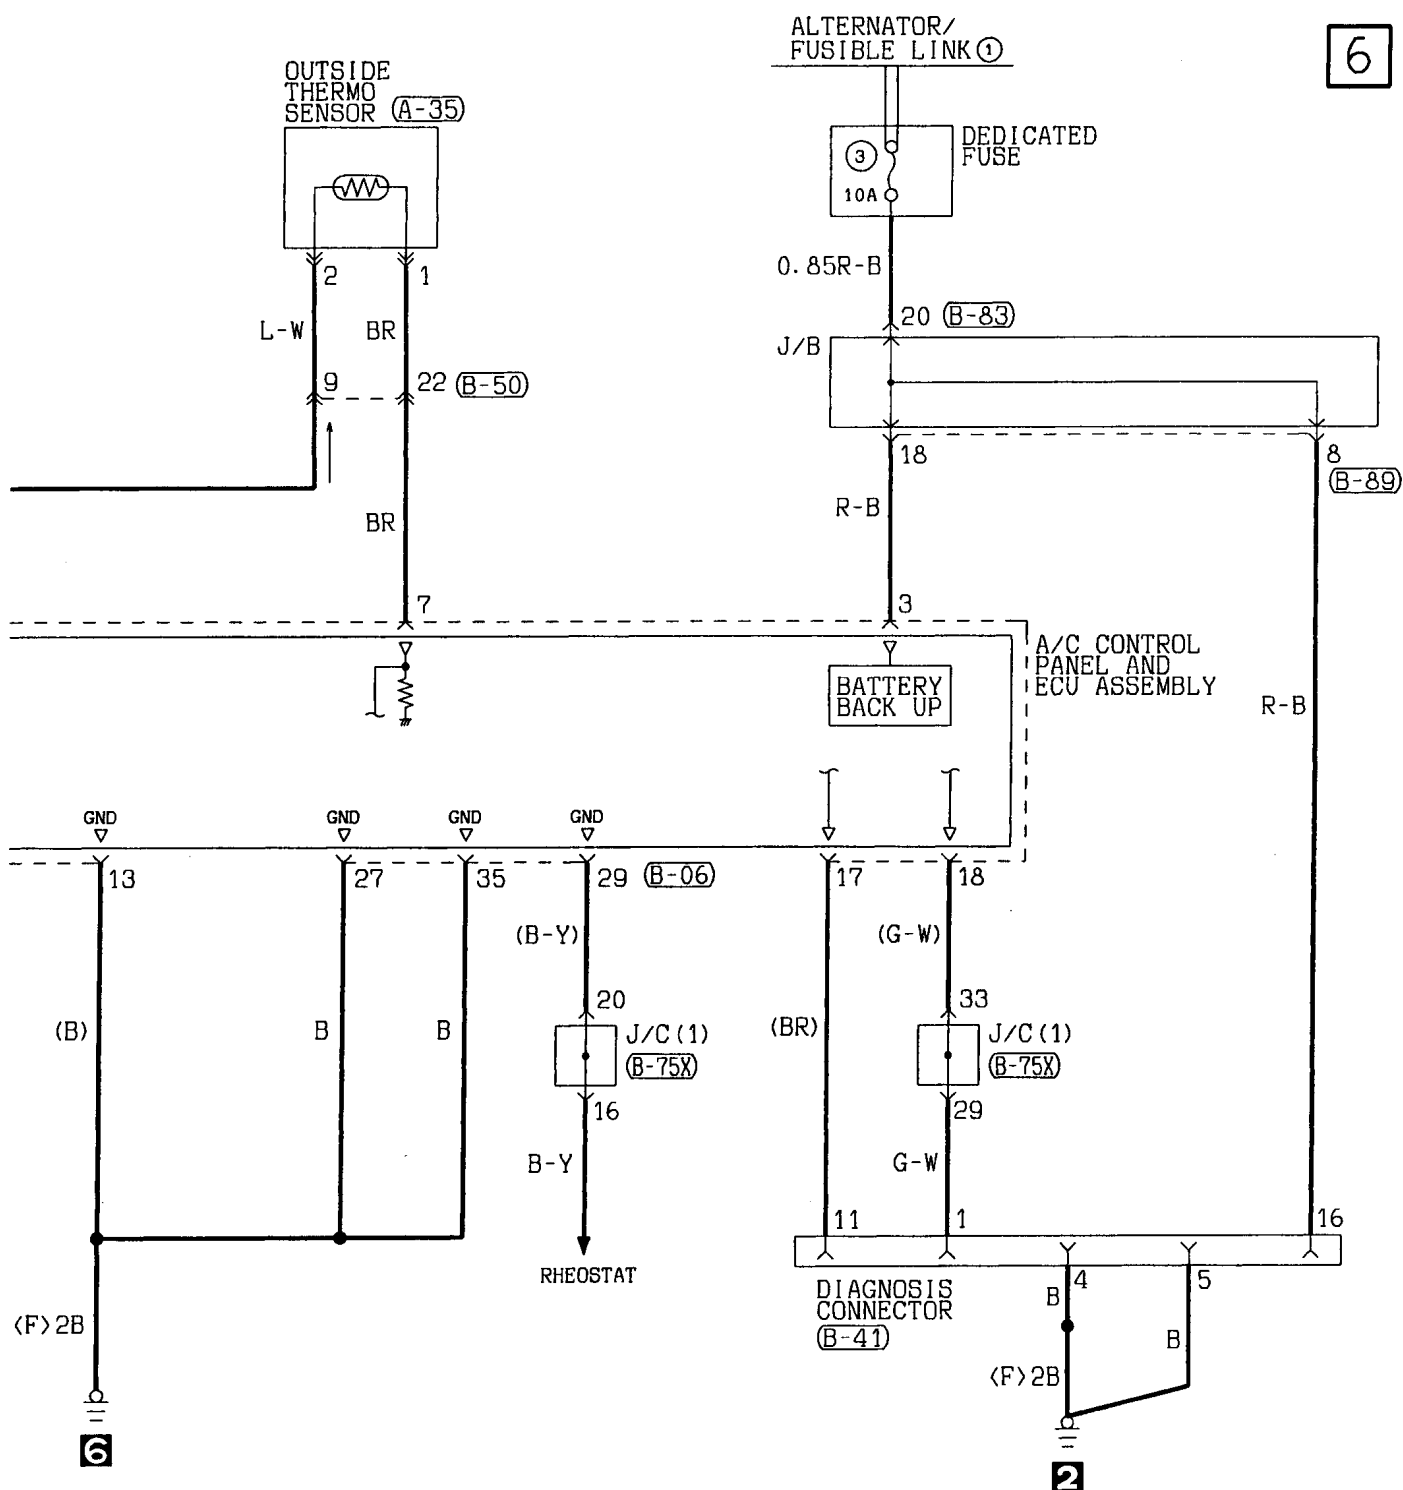 ALTERNATOR/
FUSIBLE LINK 1
6
OUTSIDE
THERMO
SENSOR A-35
DEDICATED
FUSE
3
10A
2
1
0.85R-B
L-W
BR
20 B-83
J/B
9
22 B-50
18
8
B-89
R-B
BR
7
3
A/C CONTROL
PANEL AND
ECU ASSEMBLY
BATTERY
BACK UP
R-B
GND
GND
GND
GND
13
27
35
29 B-06
17
18
(B-Y)
(G-W)
20
33
(B)
B
B
J/C(1)
B-75X
(BR)
J/C(1)
B-75X
16
29
B-Y
G-W
11
1
16
RHEOSTAT
DIAGNOSIS
CONNECTOR
B-41
4
5
B
B
<F>2B
<F>2B
6
2